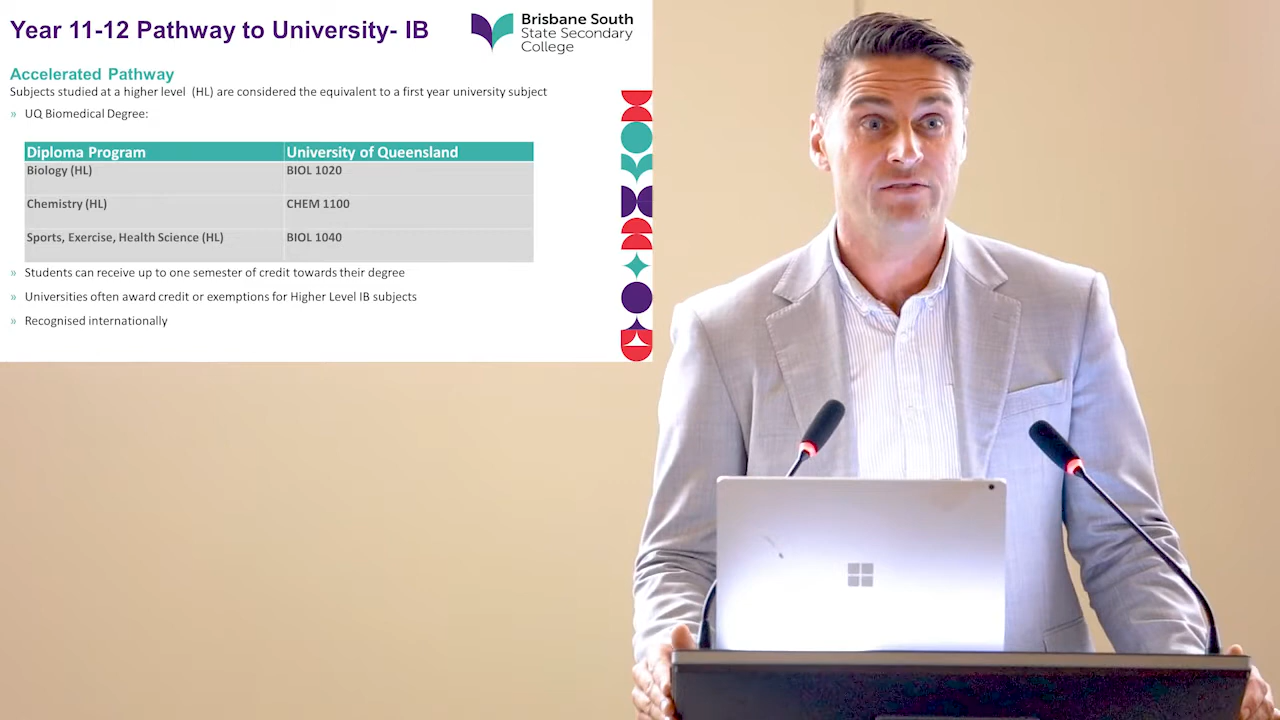 Year 11-12 Pathway to University- IB
Brisbane South
State Secondary
College
Accelerated Pathway
Subjects studied at a higher level (HL) are considered the equivalent to a first year university subject
» UQ Biomedical Degree:
Diploma Program University of Queensland
Biology (HL) BIOL 1020
Chemistry (HL) CHEM 1100
Sports, Exercise, Health Science (HL) BIOL 1040
» Students can receive up to one semester of credit towards their degree
» Universities often award credit or exemptions for Higher Level IB subjects
» Recognised internationally